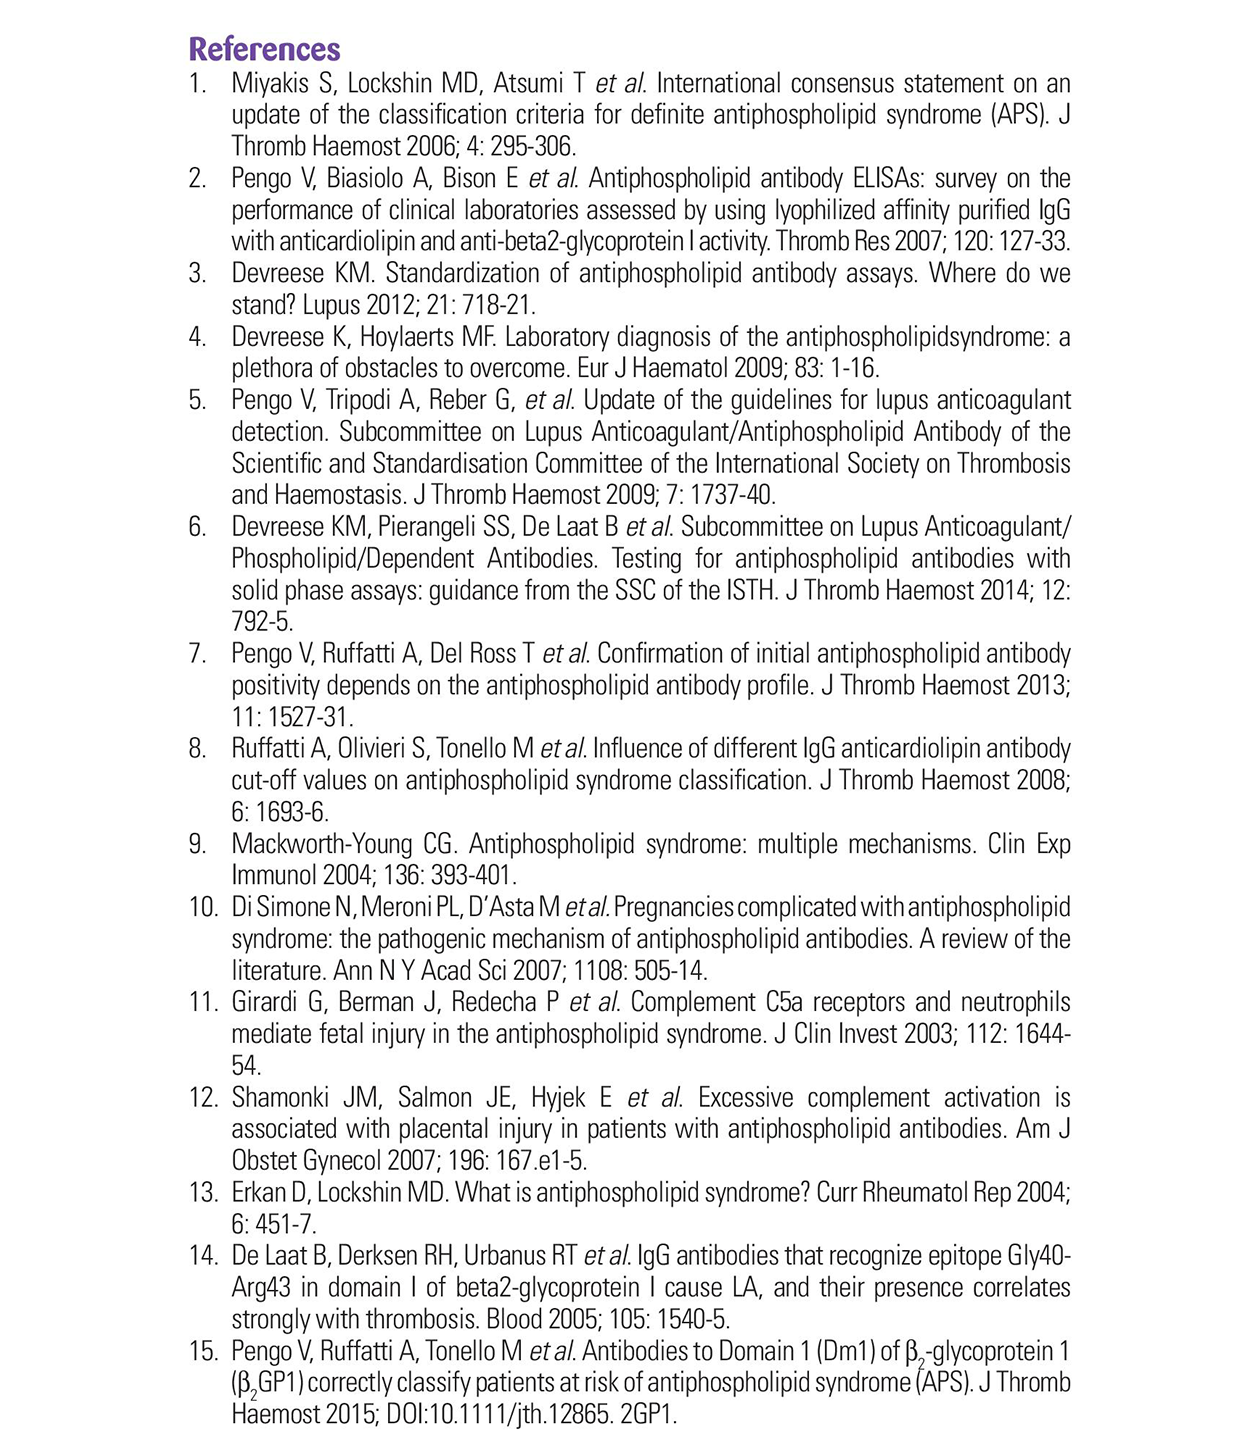 References
1. Miyakis S, Lockshin MD, Atsumi T et al. International consensus statement on an
update of the classification criteria for definite antiphospholipid syndrome (APS). J
Thromb Haemost 2006; 4: 295-306.
2. Pengo V, Biasiolo A, Bison E et al. Antiphospholipid antibody ELISAs: survey on the
performance of clinical laboratories assessed by using lyophilized affinity purified IgG
with anticardiolipin and anti-beta2-glycoprotein I activity. Thromb Res 2007; 120: 127-33.
3. Devreese KM. Standardization of antiphospholipid antibody assays. Where do we
stand? Lupus 2012; 21: 718-21.
4. Devreese K, Hoylaerts MF. Laboratory diagnosis of the antiphospholipidsyndrome: a
plethora of obstacles to overcome. Eur J Haematol 2009; 83: 1-16.
5. Pengo V, Tripodi A, Reber G, et al. Update of the guidelines for lupus anticoagulant
detection. Subcommittee on Lupus Anticoagulant/Antiphospholipid Antibody of the
Scientific and Standardisation Committee of the International Society on Thrombosis
and Haemostasis. J Thromb Haemost 2009; 7: 1737-40.
6. Devreese KM, Pierangeli SS, De Laat B et al. Subcommittee on Lupus Anticoagulant/
Phospholipid/Dependent Antibodies. Testing for antiphospholipid antibodies with
solid phase assays: guidance from the SSC of the ISTH. J Thromb Haemost 2014; 12:
792-5.
7. Pengo V, Ruffatti A, Del Ross T et al. Confirmation of initial antiphospholipid antibody
positivity depends on the antiphospholipid antibody profile. J Thromb Haemost 2013;
11: 1527-31.
8. Ruffatti A, Olivieri S, Tonello M et al. Influence of different IgG anticardiolipin antibody
cut-off values on antiphospholipid syndrome classification. J Thromb Haemost 2008;
6: 1693-6.
9. Mackworth-Young CG. Antiphospholipid syndrome: multiple mechanisms. Clin Exp
Immunol 2004; 136: 393-401.
10. Di Simone N, Meroni PL, D'Asta M et al. Pregnancies complicated with antiphospholipid
syndrome: the pathogenic mechanism of antiphospholipid antibodies. A review of the
literature. Ann N Y Acad Sci 2007; 1108: 505-14.
11. Girardi G, Berman J, Redecha P et al. Complement C5a receptors and neutrophils
mediate fetal injury in the antiphospholipid syndrome. J Clin Invest 2003; 112: 1644-
54.
12. Shamonki JM, Salmon JE, Hyjek E et al. Excessive complement activation is
associated with placental injury in patients with antiphospholipid antibodies. Am J
Obstet Gynecol 2007; 196: 167.e1-5.
13. Erkan D, Lockshin MD. What is antiphospholipid syndrome? Curr Rheumatol Rep 2004;
6: 451-7.
14. De Laat B, Derksen RH, Urbanus RT et al. IgG antibodies that recognize epitope Gly40-
Arg43 in domain I of beta2-glycoprotein I cause LA, and their presence correlates
strongly with thrombosis. Blood 2005; 105: 1540-5.
15. Pengo V, Ruffatti A, Tonello M et al. Antibodies to Domain 1 (Dm1) of β₂-glycoprotein 1
(β₂GP1) correctly classify patients at risk of antiphospholipid syndrome (APS). J Thromb
Haemost 2015; DOI:10.1111/jth.12865. 2GP1.